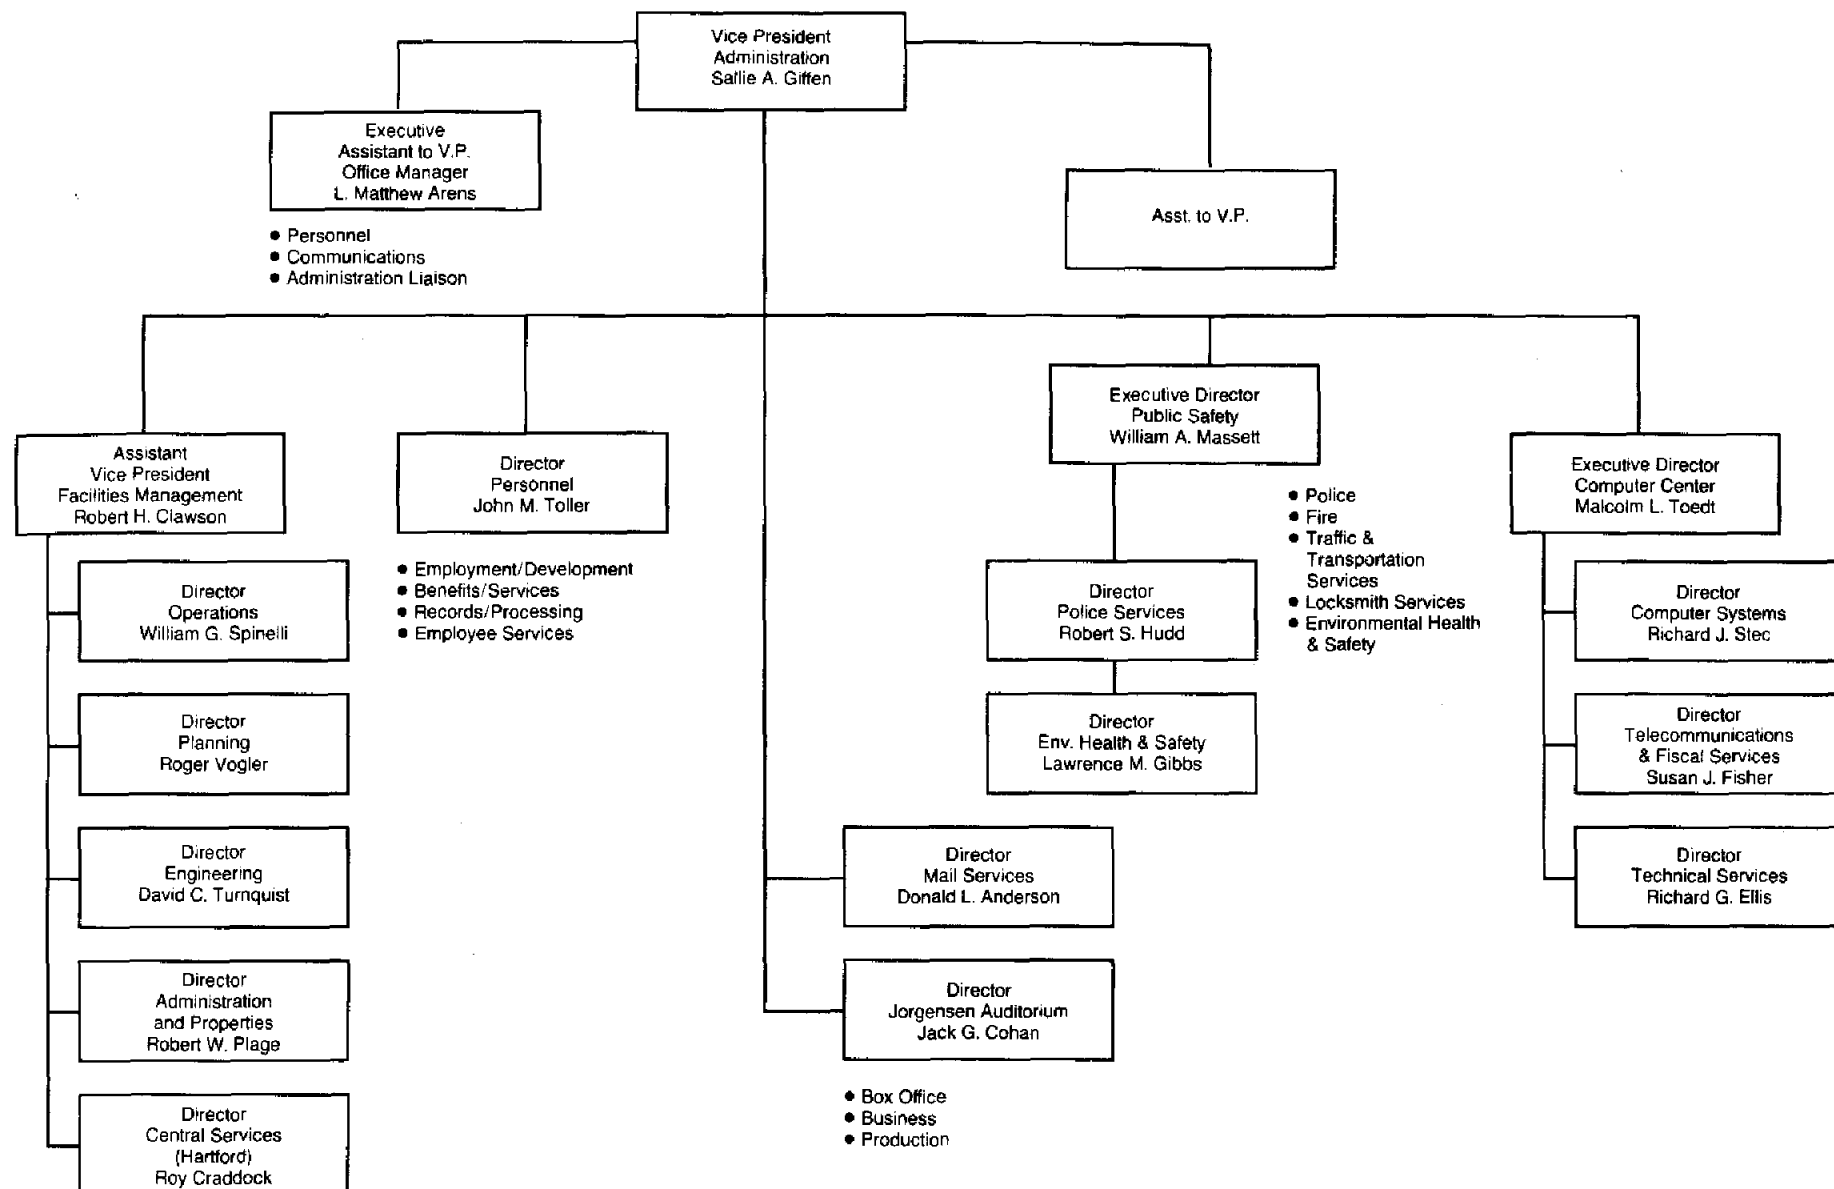 Vice President
Administration
Sallie A. Giffen
Executive
Assistant to V.P.
Office Manager
L. Matthew Arens
● Personnel
● Communications
● Administration Liaison
Asst. to V.P.
Assistant
Vice President
Facilities Management
Robert H. Clawson
Director
Operations
William G. Spinelli
Director
Planning
Roger Vogler
Director
Engineering
David C. Turnquist
Director
Administration
and Properties
Robert W. Plage
Director
Central Services
(Hartford)
Roy Craddock
Director
Personnel
John M. Toller
● Employment/Development
● Benefits/Services
● Records/Processing
● Employee Services
Executive Director
Public Safety
William A. Massett
● Police
● Fire
● Traffic &
Transportation
Services
● Locksmith Services
● Environmental Health
& Safety
Director
Police Services
Robert S. Hudd
Director
Env. Health & Safety
Lawrence M. Gibbs
Director
Mail Services
Donald L. Anderson
Director
Jorgensen Auditorium
Jack G. Cohan
● Box Office
● Business
● Production
Executive Director
Computer Center
Malcolm L. Toedt
Director
Computer Systems
Richard J. Stec
Director
Telecommunications
& Fiscal Services
Susan J. Fisher
Director
Technical Services
Richard G. Ellis